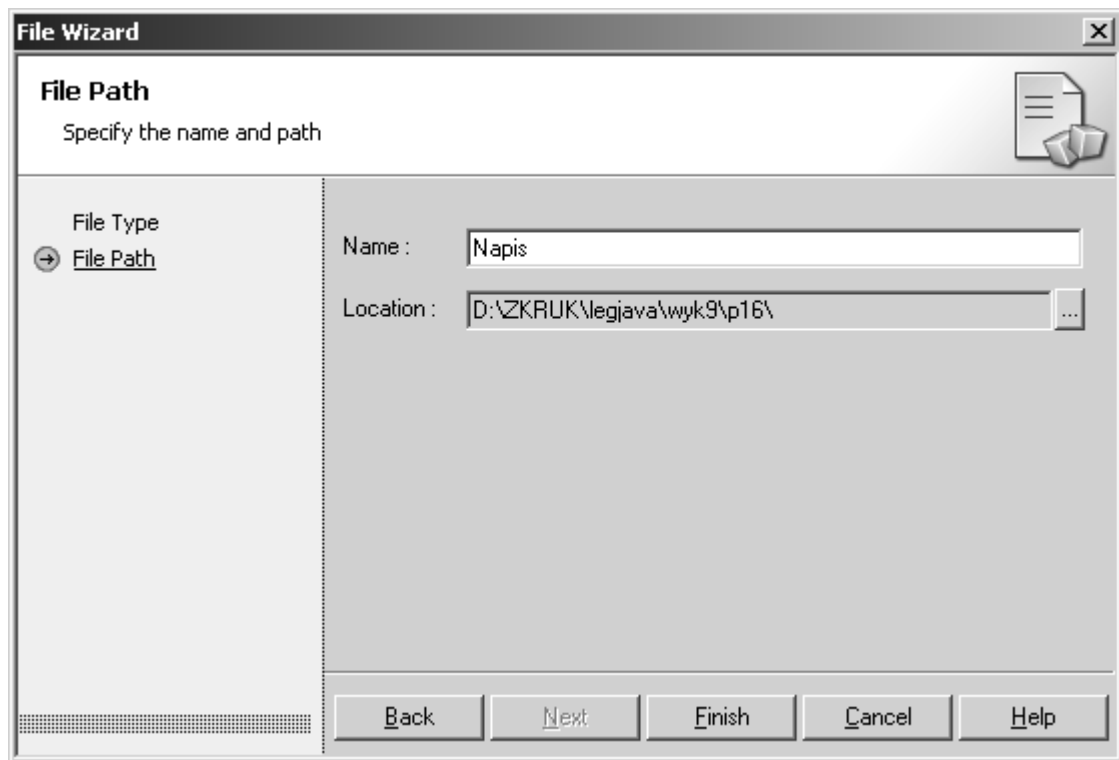 File Wizard
File Path
Specify the name and path
File Type
File Path
Name :
Napis
Location :
D:\ZKRUK\legjava\wyk9\p16\
...
Back
Next
Finish
Cancel
Help